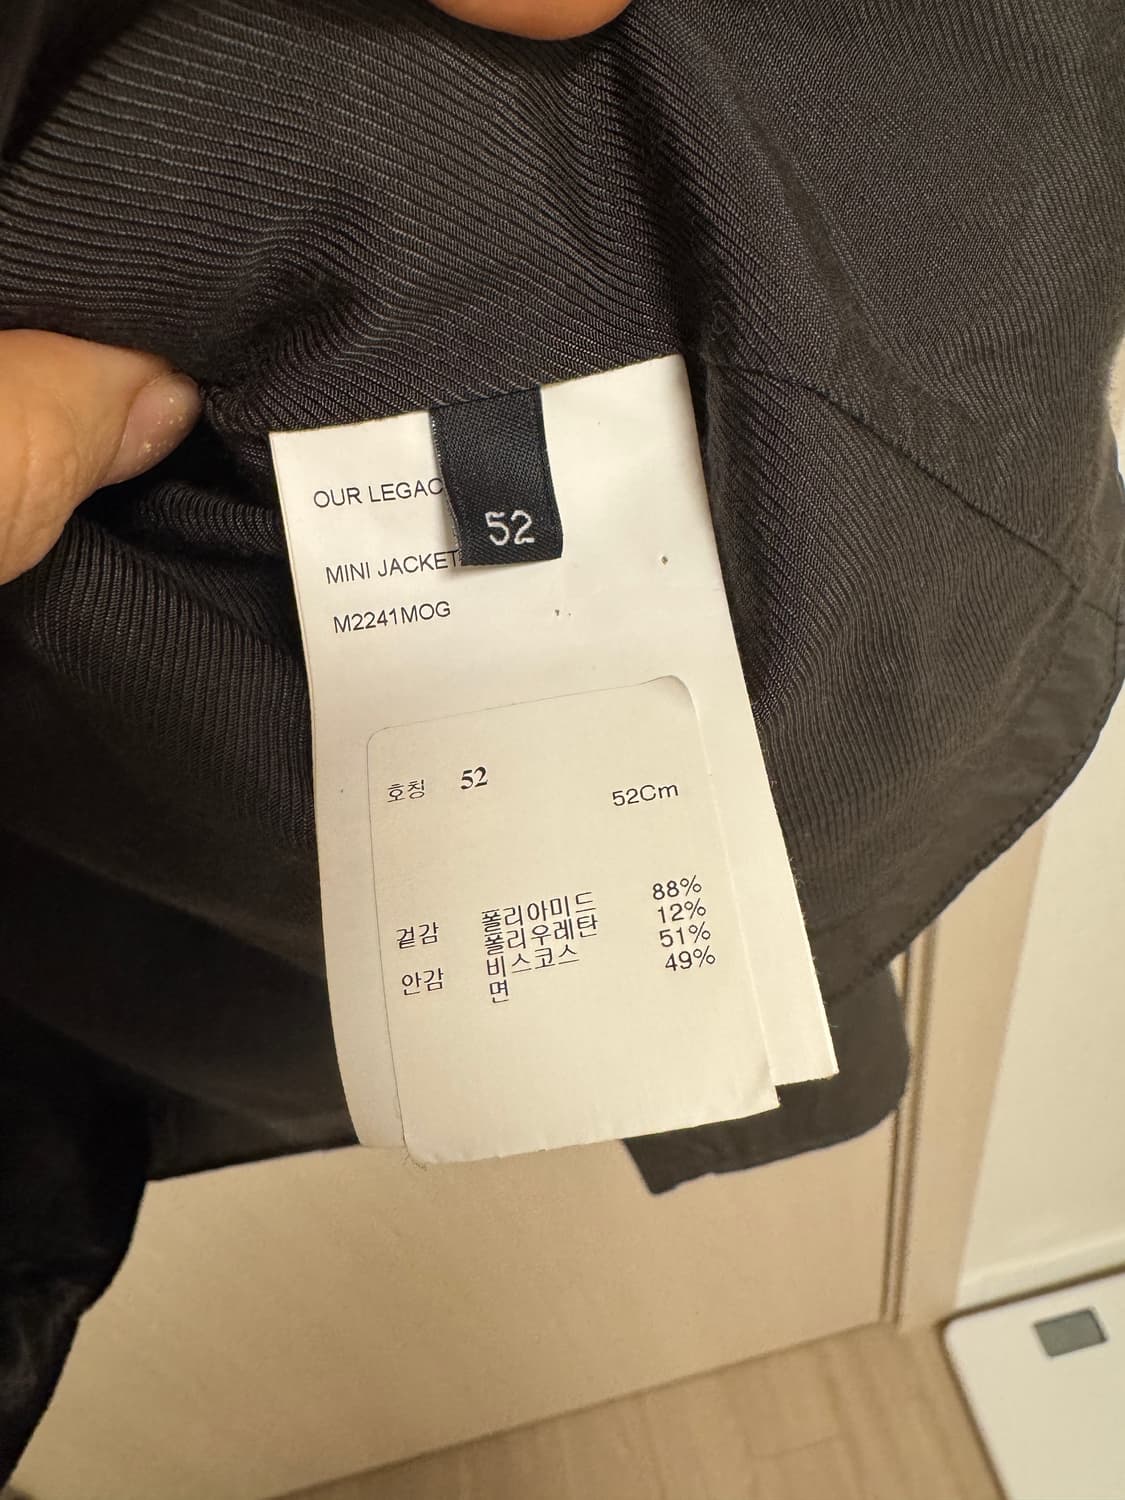 OUR LEGAC
52
MINI JACKET
M2241MOG
호칭 52 52Cm
겉감 폴리아미드 88%
폴리우레탄 12%
안감 비스코스 51%
면 49%